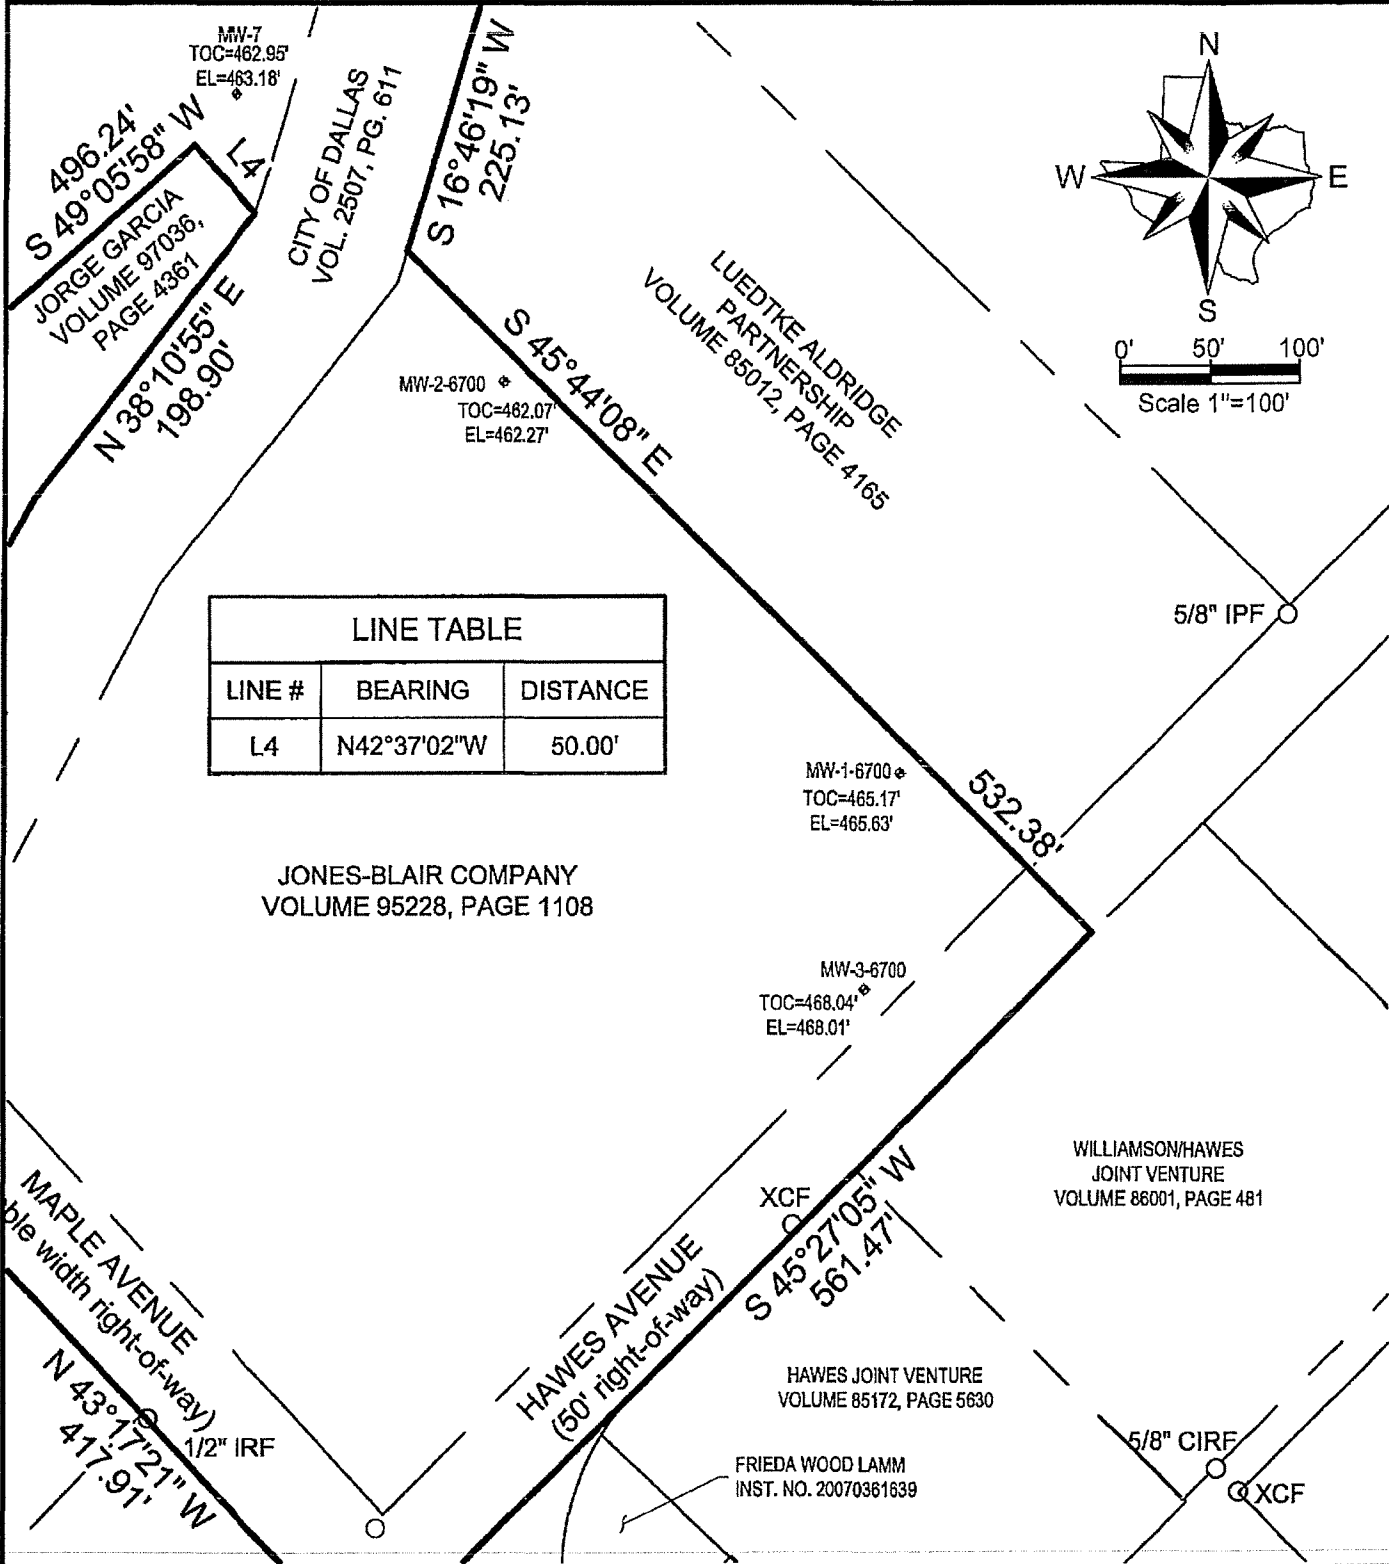 MW-7
TOC=462.95'
EL=463.18'
496.24'
S 49°05'58" W
L4
JORGE GARCIA
VOLUME 97036,
PAGE 4361
N 38°10'55" E
198.90'
CITY OF DALLAS
VOL. 2507, PG. 611
S 16°46'19" W
225.13'
N
W
E
S
0' 50' 100'
Scale 1"=100'
LUEDTKE ALDRIDGE
PARTNERSHIP
VOLUME 85012, PAGE 4165
S 45°44'08" E
532.38'
MW-2-6700
TOC=462.07'
EL=462.27'
5/8" IPF
LINE TABLE
LINE # BEARING DISTANCE
L4 N42°37'02"W 50.00'
MW-1-6700
TOC=465.17'
EL=465.63'
JONES-BLAIR COMPANY
VOLUME 95228, PAGE 1108
MW-3-6700
TOC=468.04'
EL=468.01'
WILLIAMSON/HAWES
JOINT VENTURE
VOLUME 86001, PAGE 481
XCF
S 45°27'05" W
561.47'
MAPLE AVENUE
ble width right-of-way)
N 43°17'21" W
417.91'
1/2" IRF
HAWES AVENUE
(50' right-of-way)
HAWES JOINT VENTURE
VOLUME 85172, PAGE 5630
FRIEDA WOOD LAMM
INST. NO. 20070361639
5/8" CIRF
XCF